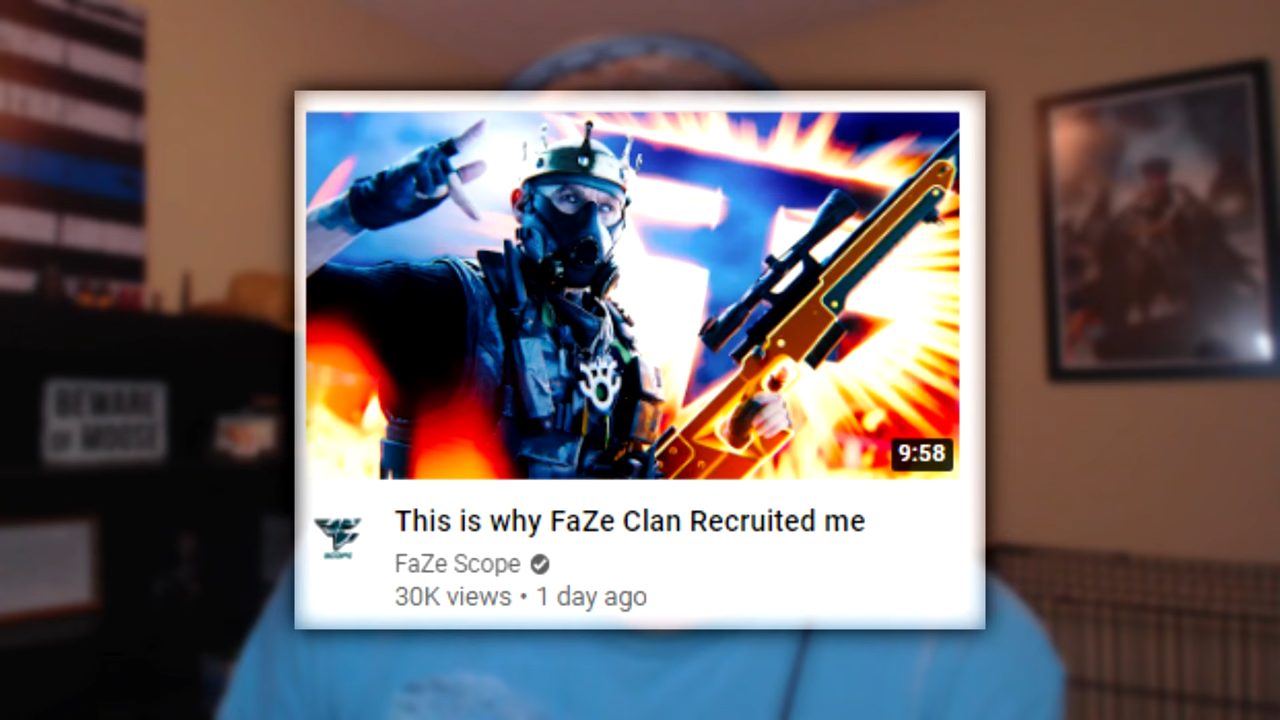 BEWARE
OF MOOSE
9:58
This is why FaZe Clan Recruited me
SCOPE
FaZe Scope
30K views • 1 day ago